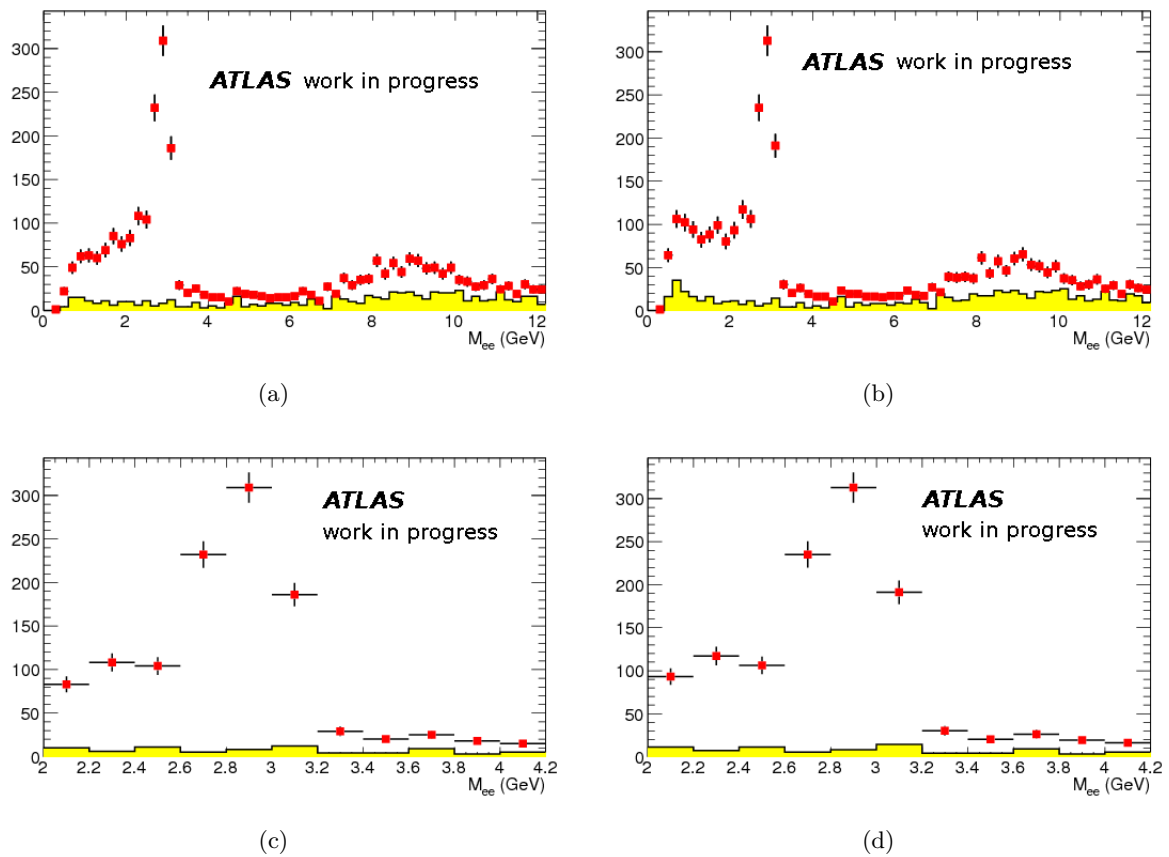 300
250
200
150
100
50
0
ATLAS work in progress
0 2 4 6 8 10 12
M_ee (GeV)
(a)
300
250
200
150
100
50
0
ATLAS work in progress
0 2 4 6 8 10 12
M_ee (GeV)
(b)
300
250
200
150
100
50
0
ATLAS
work in progress
2 2.2 2.4 2.6 2.8 3 3.2 3.4 3.6 3.8 4 4.2
M_ee (GeV)
(c)
300
250
200
150
100
50
0
ATLAS
work in progress
2 2.2 2.4 2.6 2.8 3 3.2 3.4 3.6 3.8 4 4.2
M_ee (GeV)
(d)